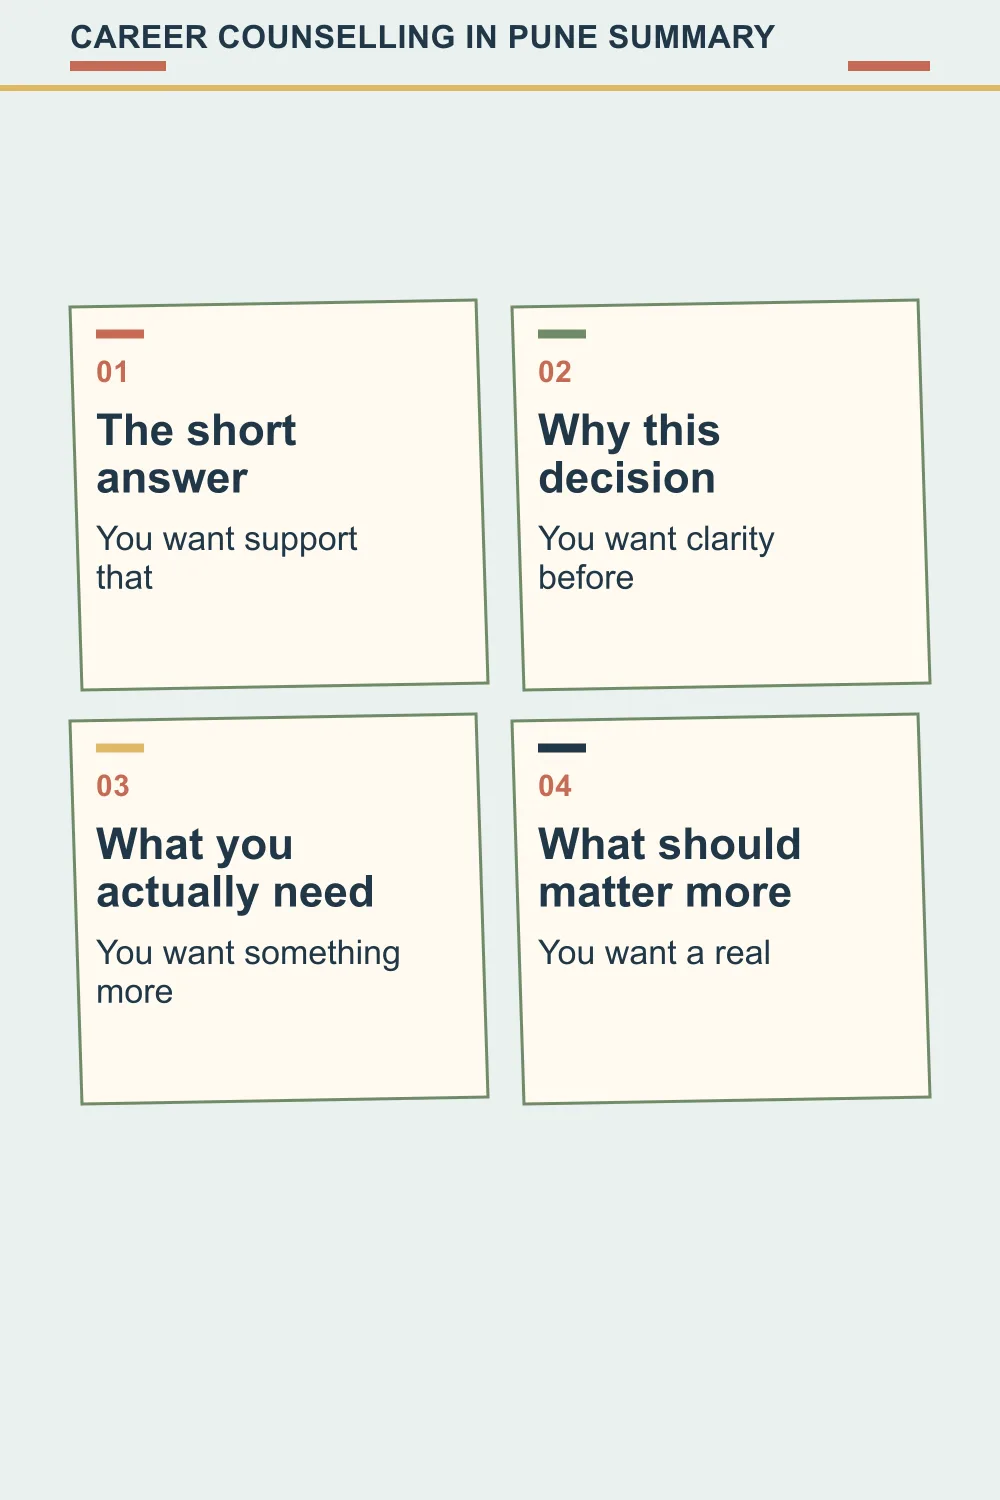 CAREER COUNSELLING IN PUNE SUMMARY
01
The short
answer
You want support
that
02
Why this
decision
You want clarity
before
03
What you
actually need
You want something
more
04
What should
matter more
You want a real